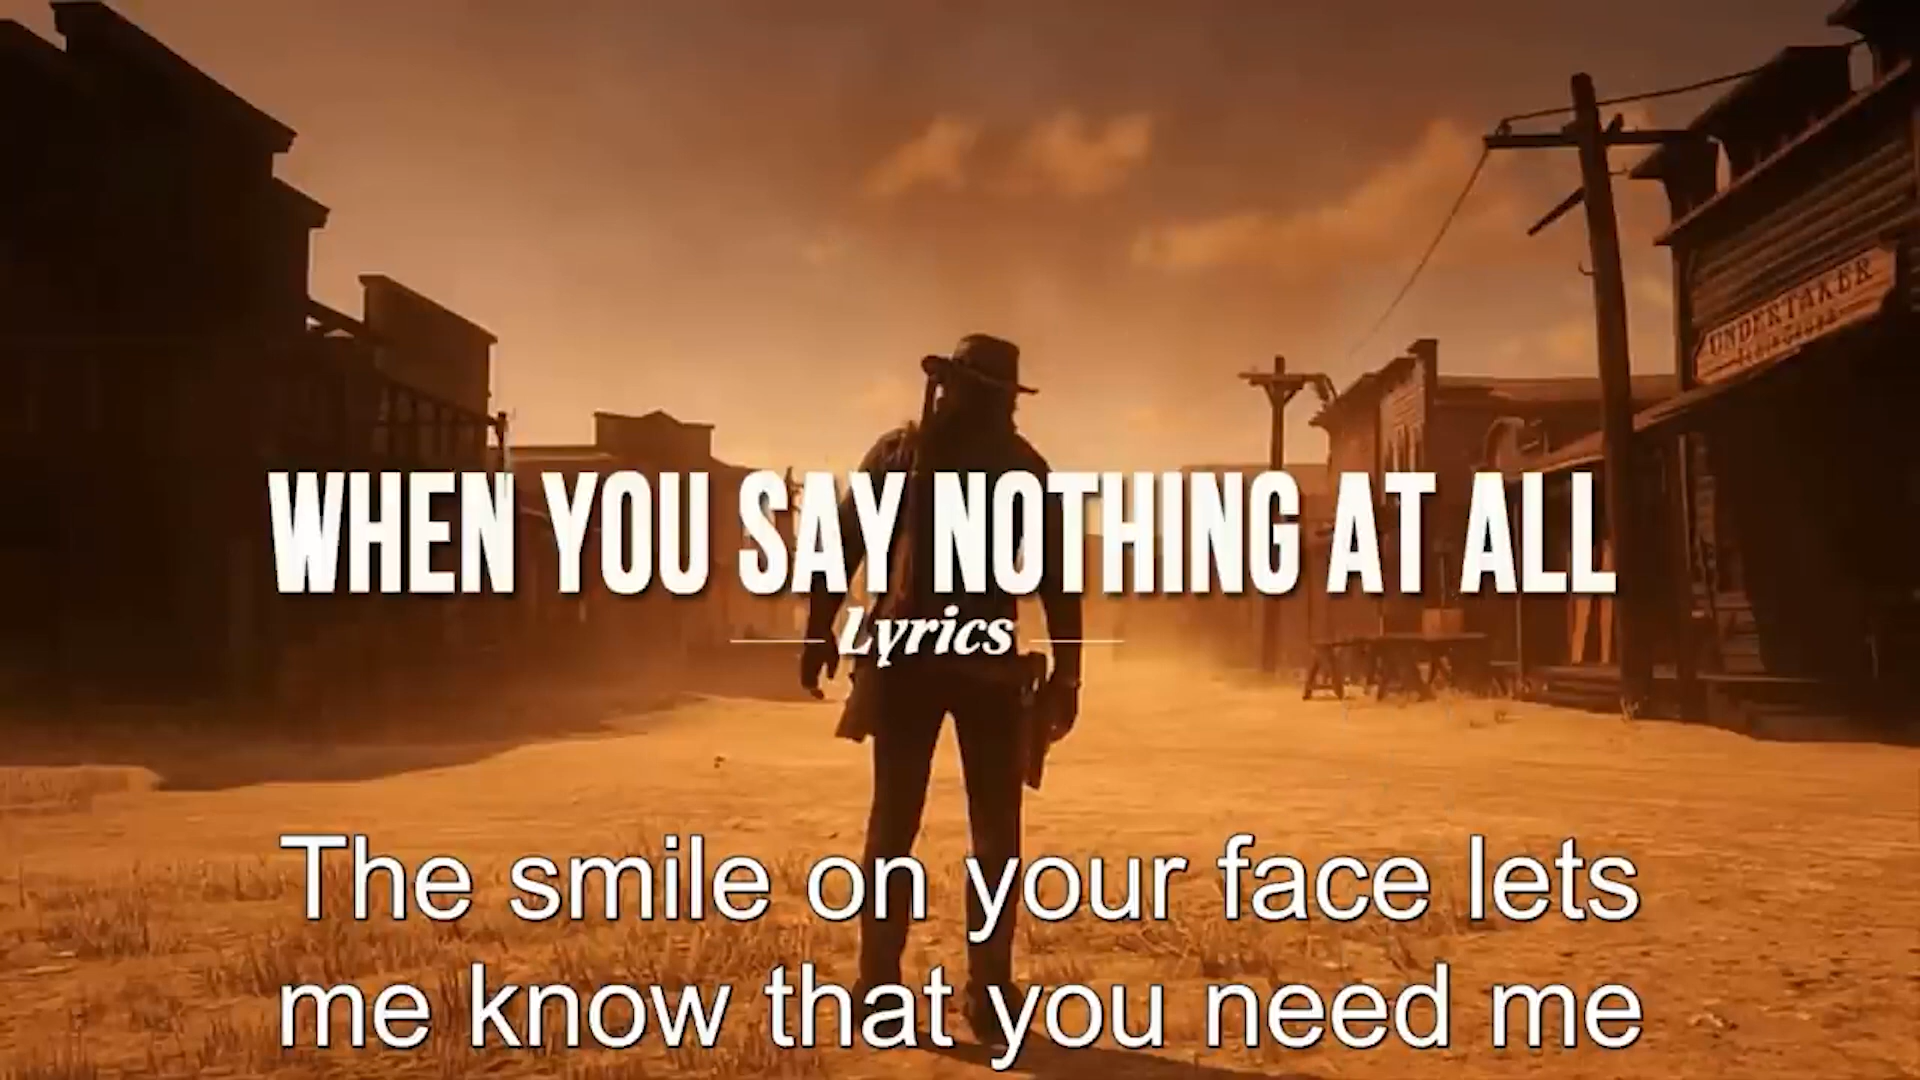 UNDERTAKER
WHEN YOU SAY NOTHING AT ALL
Lyrics
The smile on your face lets
me know that you need me